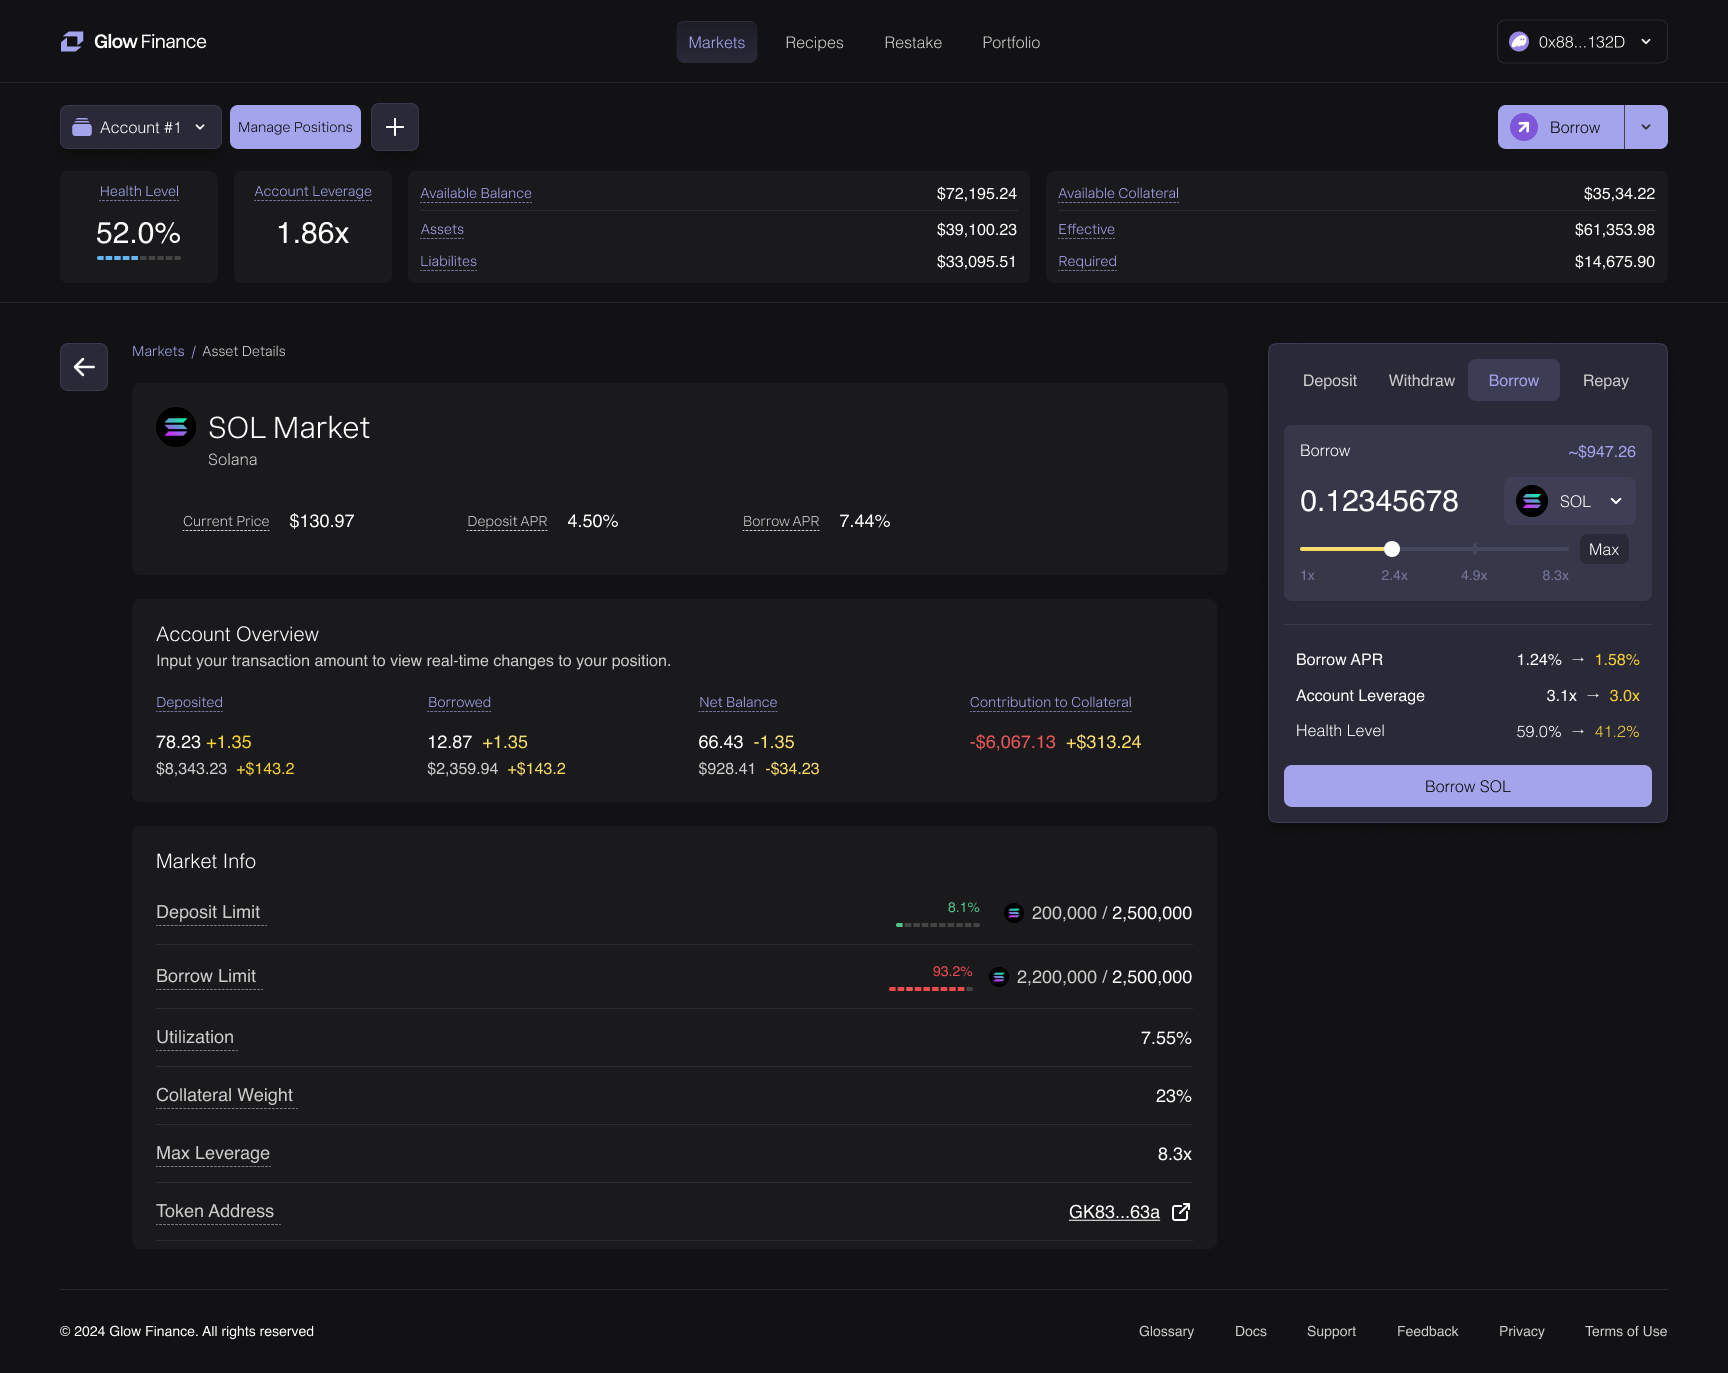 Glow Finance
Markets Recipes Restake Portfolio
0x88...132D
Account #1
Manage Positions
Borrow
Health Level
52.0%
Account Leverage
1.86x
Available Balance $72,195.24
Assets $39,100.23
Liabilites $33,095.51
Available Collateral $35,34.22
Effective $61,353.98
Required $14,675.90
Markets / Asset Details
SOL Market
Solana
Current Price $130.97 Deposit APR 4.50% Borrow APR 7.44%
Account Overview
Input your transaction amount to view real-time changes to your position.
Deposited Borrowed Net Balance Contribution to Collateral
78.23 +1.35 12.87 +1.35 66.43 -1.35 -$6,067.13 +$313.24
$8,343.23 +$143.2 $2,359.94 +$143.2 $928.41 -$34.23
Market Info
Deposit Limit 8.1% 200,000 / 2,500,000
Borrow Limit 93.2% 2,200,000 / 2,500,000
Utilization 7.55%
Collateral Weight 23%
Max Leverage 8.3x
Token Address GK83...63a
Deposit Withdraw Borrow Repay
Borrow ~$947.26
0.12345678 SOL
Max
1x 2.4x 4.9x 8.3x
Borrow APR 1.24% → 1.58%
Account Leverage 3.1x → 3.0x
Health Level 59.0% → 41.2%
Borrow SOL
© 2024 Glow Finance. All rights reserved
Glossary Docs Support Feedback Privacy Terms of Use